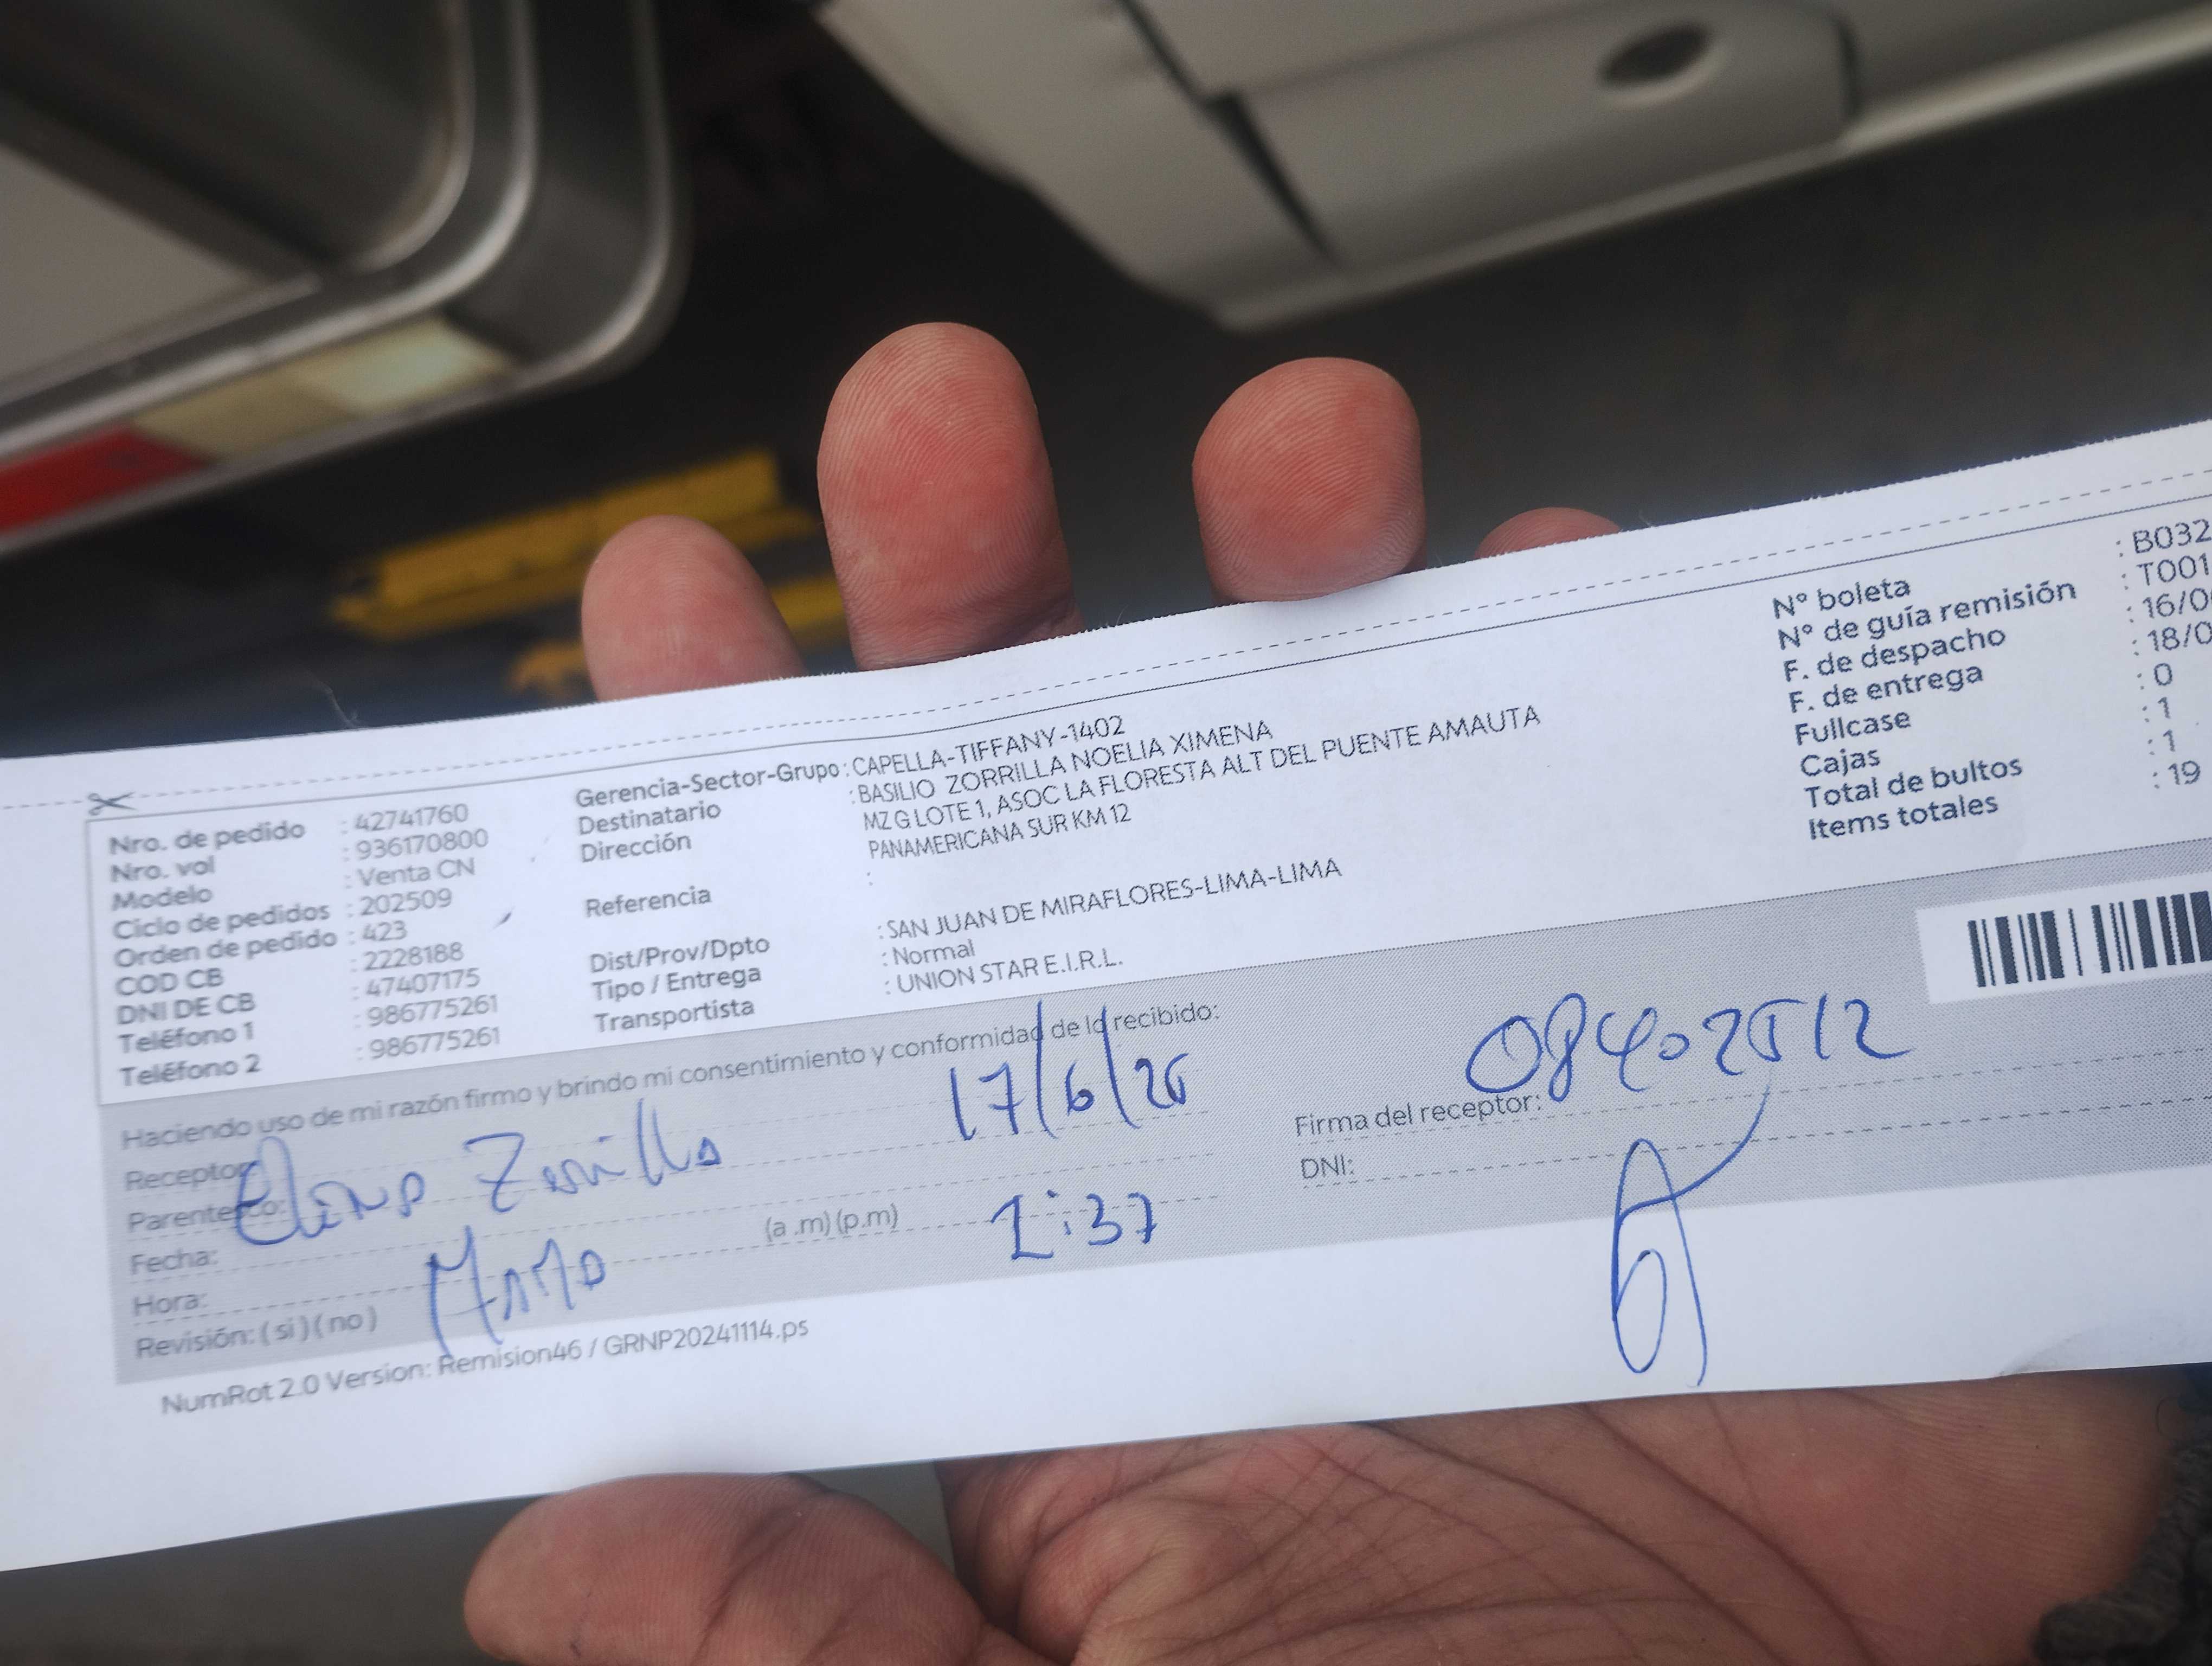 Nro. de pedido : 42741760
Nro. vol : 936170800
Modelo : Venta CN
Ciclo de pedidos : 202509
Orden de pedido : 423
COD CB : 2228188
DNI DE CB : 47407175
Teléfono 1 : 986775261
Teléfono 2 : 986775261
Gerencia-Sector-Grupo : CAPELLA-TIFFANY-1402
Destinatario : BASILIO ZORRILLA NOELIA XIMENA
Dirección MZ G LOTE 1, ASOC LA FLORESTA ALT DEL PUENTE AMAUTA
PANAMERICANA SUR KM 12
Referencia :
Dist/Prov/Dpto : SAN JUAN DE MIRAFLORES-LIMA-LIMA
Tipo / Entrega : Normal
Transportista : UNION STAR E.I.R.L.
N° boleta : B032
N° de guía remisión : T001
F. de despacho : 16/0
F. de entrega : 18/0
Fullcase : 0
Cajas : 1
Total de bultos : 1
Items totales : 19
Haciendo uso de mi razón firmo y brindo mi consentimiento y conformidad de lo recibido:
Receptor: Zorrilla
Parentesco:
Fecha: 17/6/
Hora: (a .m) (p.m) :37
Revisión: ( si ) ( no )
Firma del receptor:
DNI:
NumRot 2.0 Version: Remision46 / GRNP20241114.ps